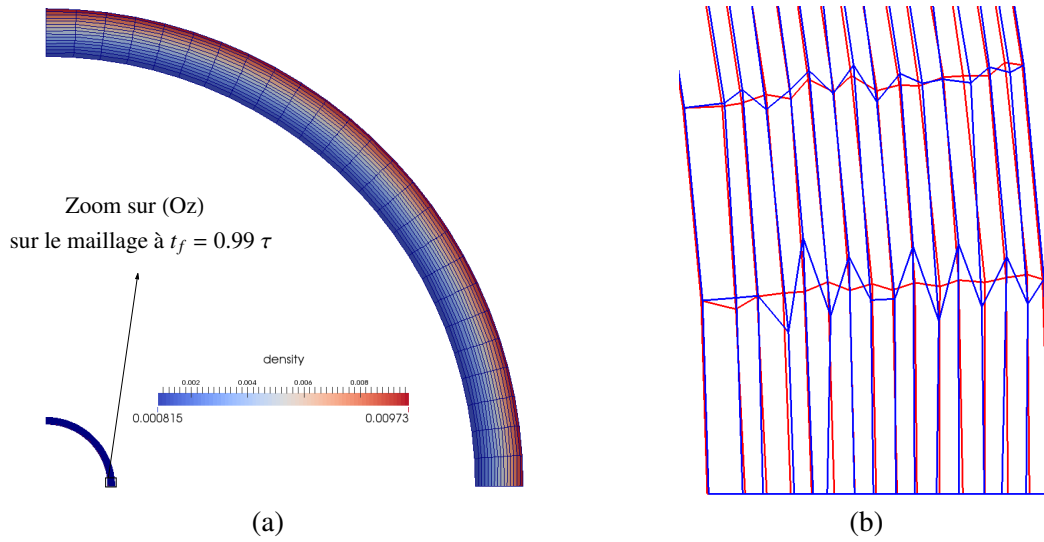 Zoom sur (Oz)
sur le maillage à t_f = 0.99 τ
density
0.002 0.004 0.006 0.008
0.000815 0.00973
(a) (b)